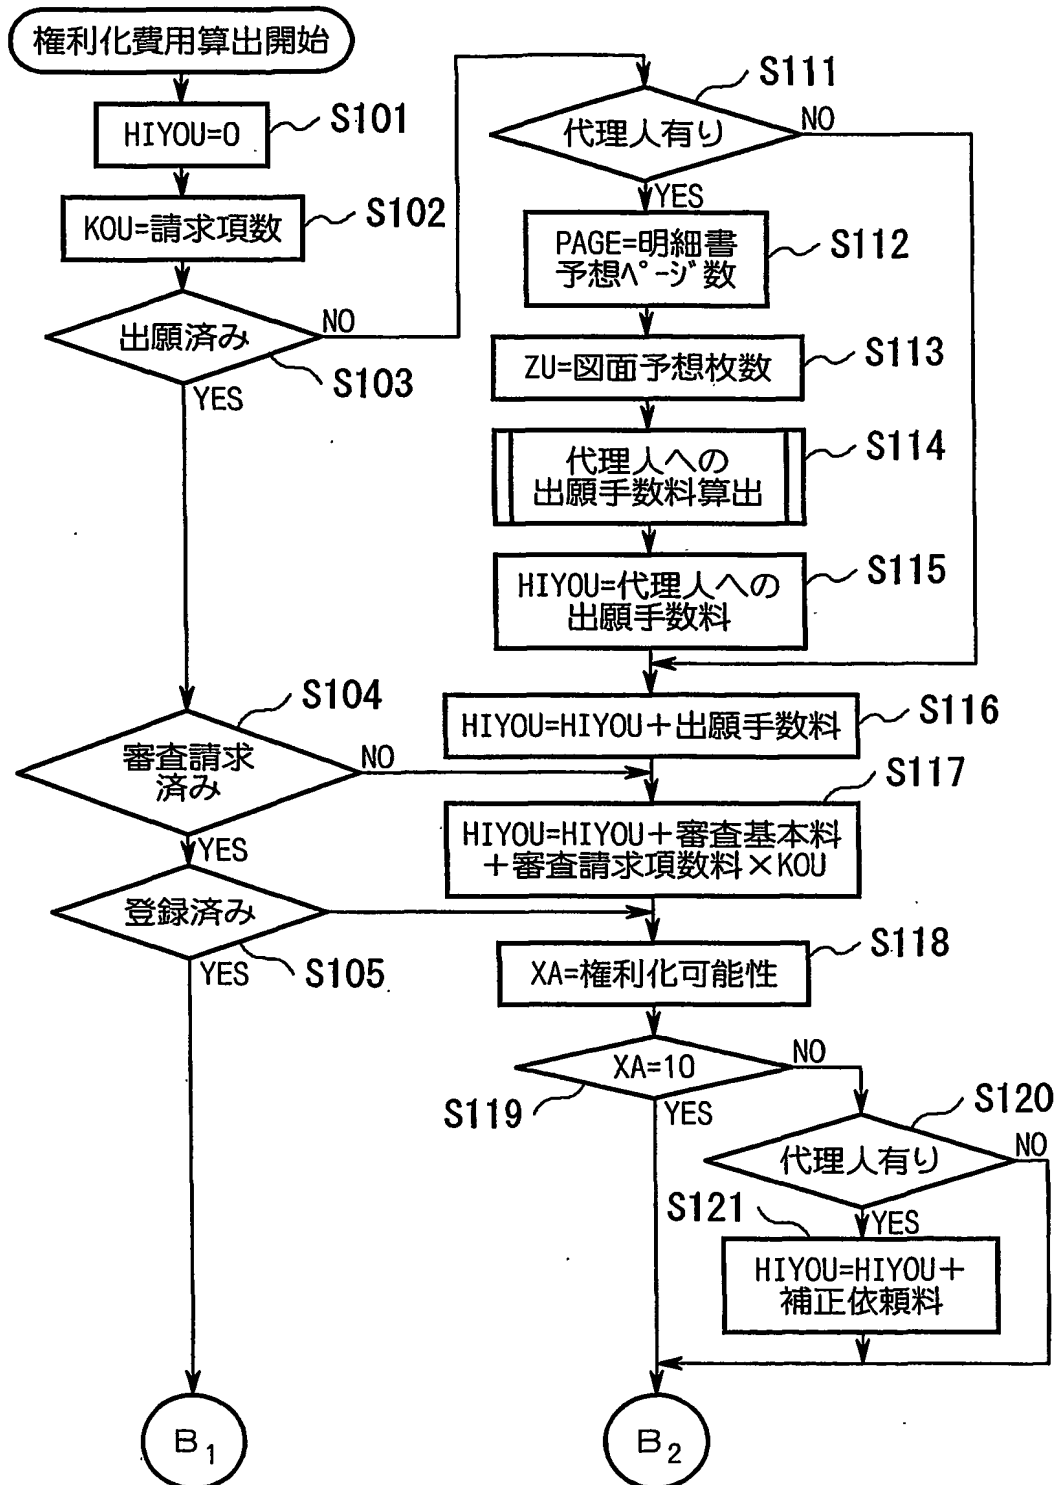 権利化費用算出開始
HIYOU=0
S101
KOU=請求項数
S102
出願済み
NO
S103
YES
S104
審査請求
済み
NO
YES
登録済み
YES
S105
B1
S111
代理人有り
NO
YES
PAGE=明細書
予想ページ数
S112
ZU=図面予想枚数
S113
代理人への
出願手数料算出
S114
HIYOU=代理人への
出願手数料
S115
HIYOU=HIYOU+出願手数料
S116
S117
HIYOU=HIYOU+審査基本料
+審査請求項数料×KOU
S118
XA=権利化可能性
XA=10
NO
S119
YES
S120
代理人有り
NO
S121
YES
HIYOU=HIYOU+
補正依頼料
B2